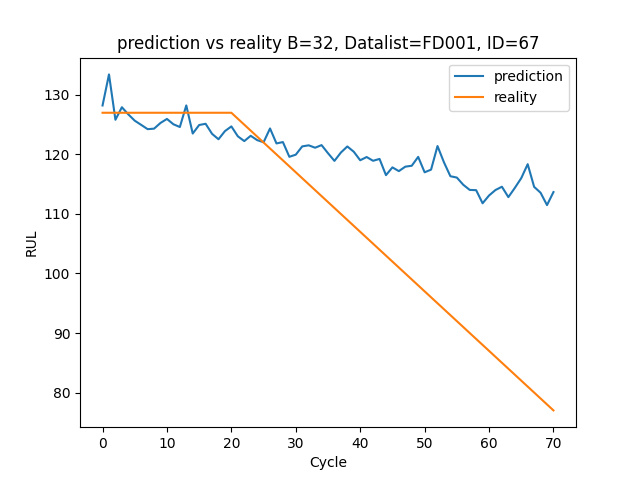 prediction vs reality B=32, Datalist=FD001, ID=67
prediction
reality
130
120
110
100
90
80
RUL
0 10 20 30 40 50 60 70
Cycle